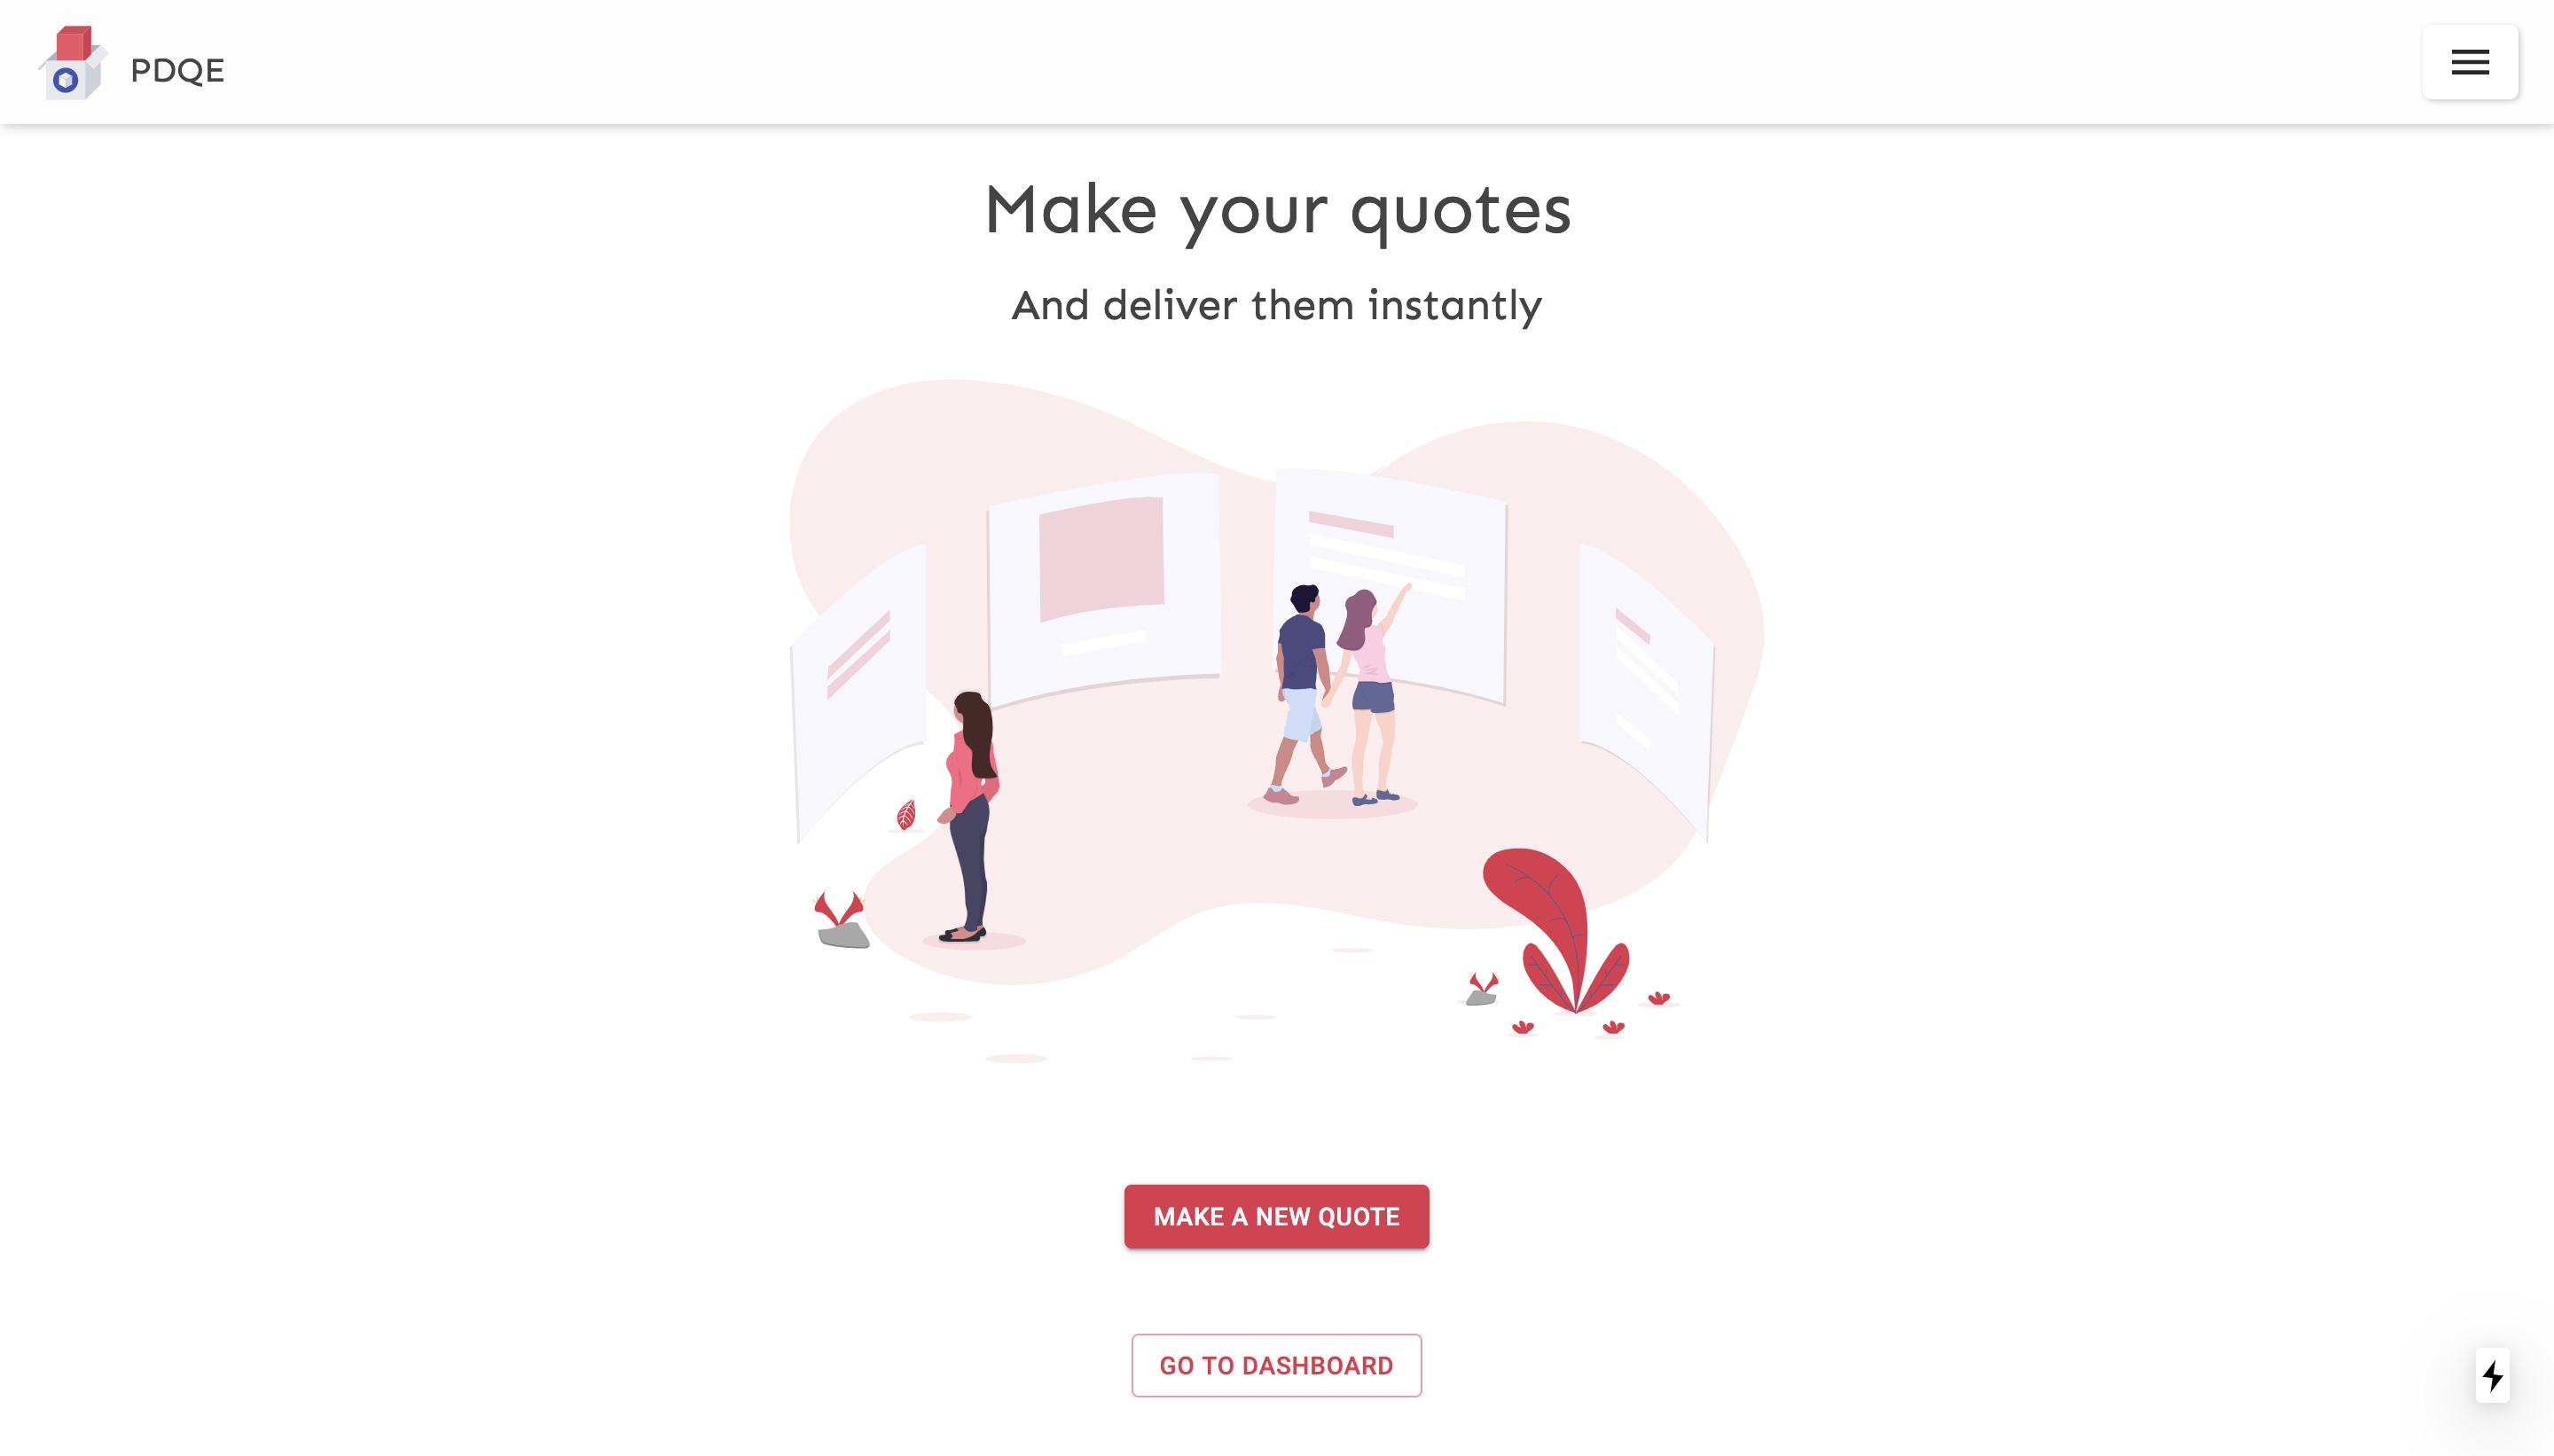 PDQE
Make your quotes
And deliver them instantly
MAKE A NEW QUOTE
GO TO DASHBOARD